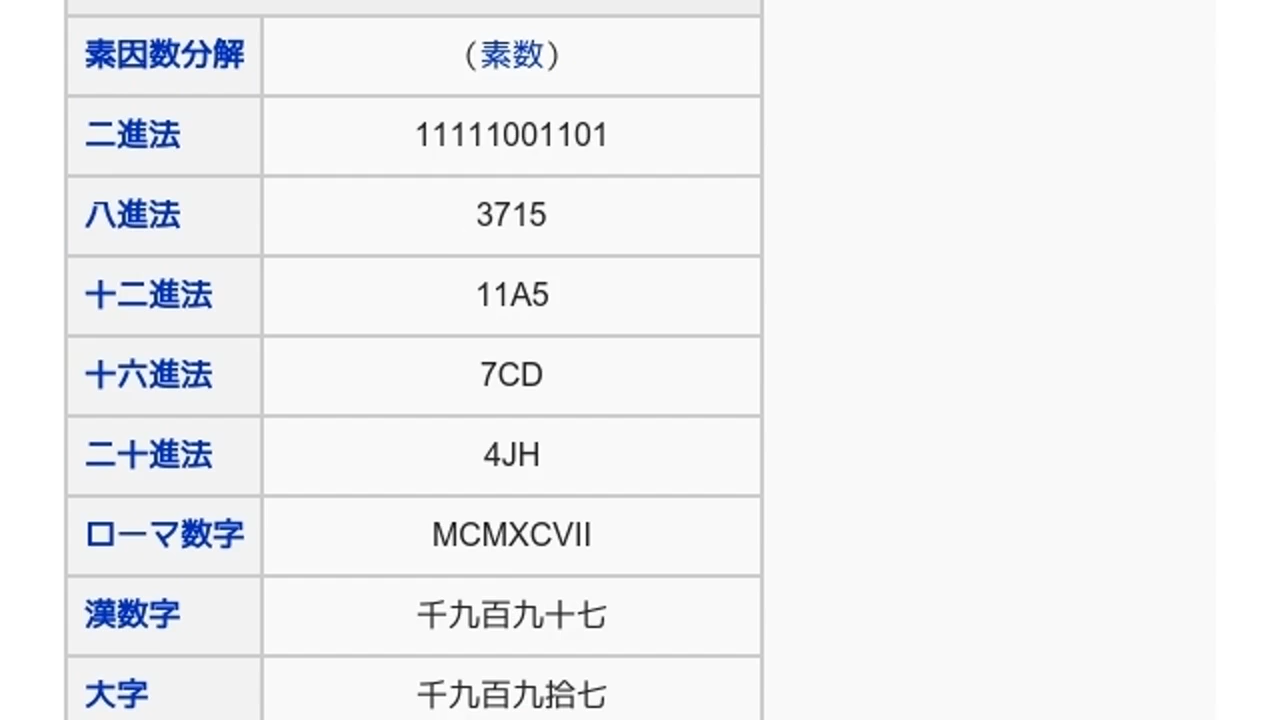 素因数分解 (素数)
二進法 11111001101
八進法 3715
十二進法 11A5
十六進法 7CD
二十進法 4JH
ローマ数字 MCMXCVII
漢数字 千九百九十七
大字 千九百九拾七